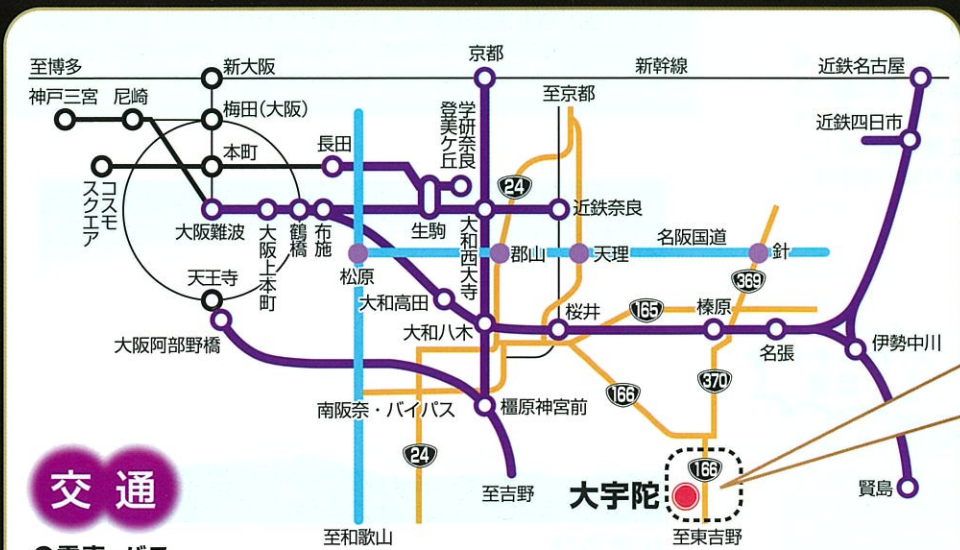 至博多
新大阪
京都
新幹線
近鉄名古屋
神戸三宮
尼崎
梅田(大阪)
至京都
学研奈良
登美ケ丘
近鉄四日市
長田
本町
コスモ
スクエア
24
大阪難波
大阪上本町
鶴橋
布施
生駒
大和西大寺
近鉄奈良
松原
郡山
天理
名阪国道
針
369
天王寺
大和高田
桜井
165
榛原
大阪阿部野橋
大和八木
名張
伊勢中川
166
370
南阪奈・バイパス
橿原神宮前
24
交通
至吉野
大宇陀
166
賢島
至和歌山
至東吉野